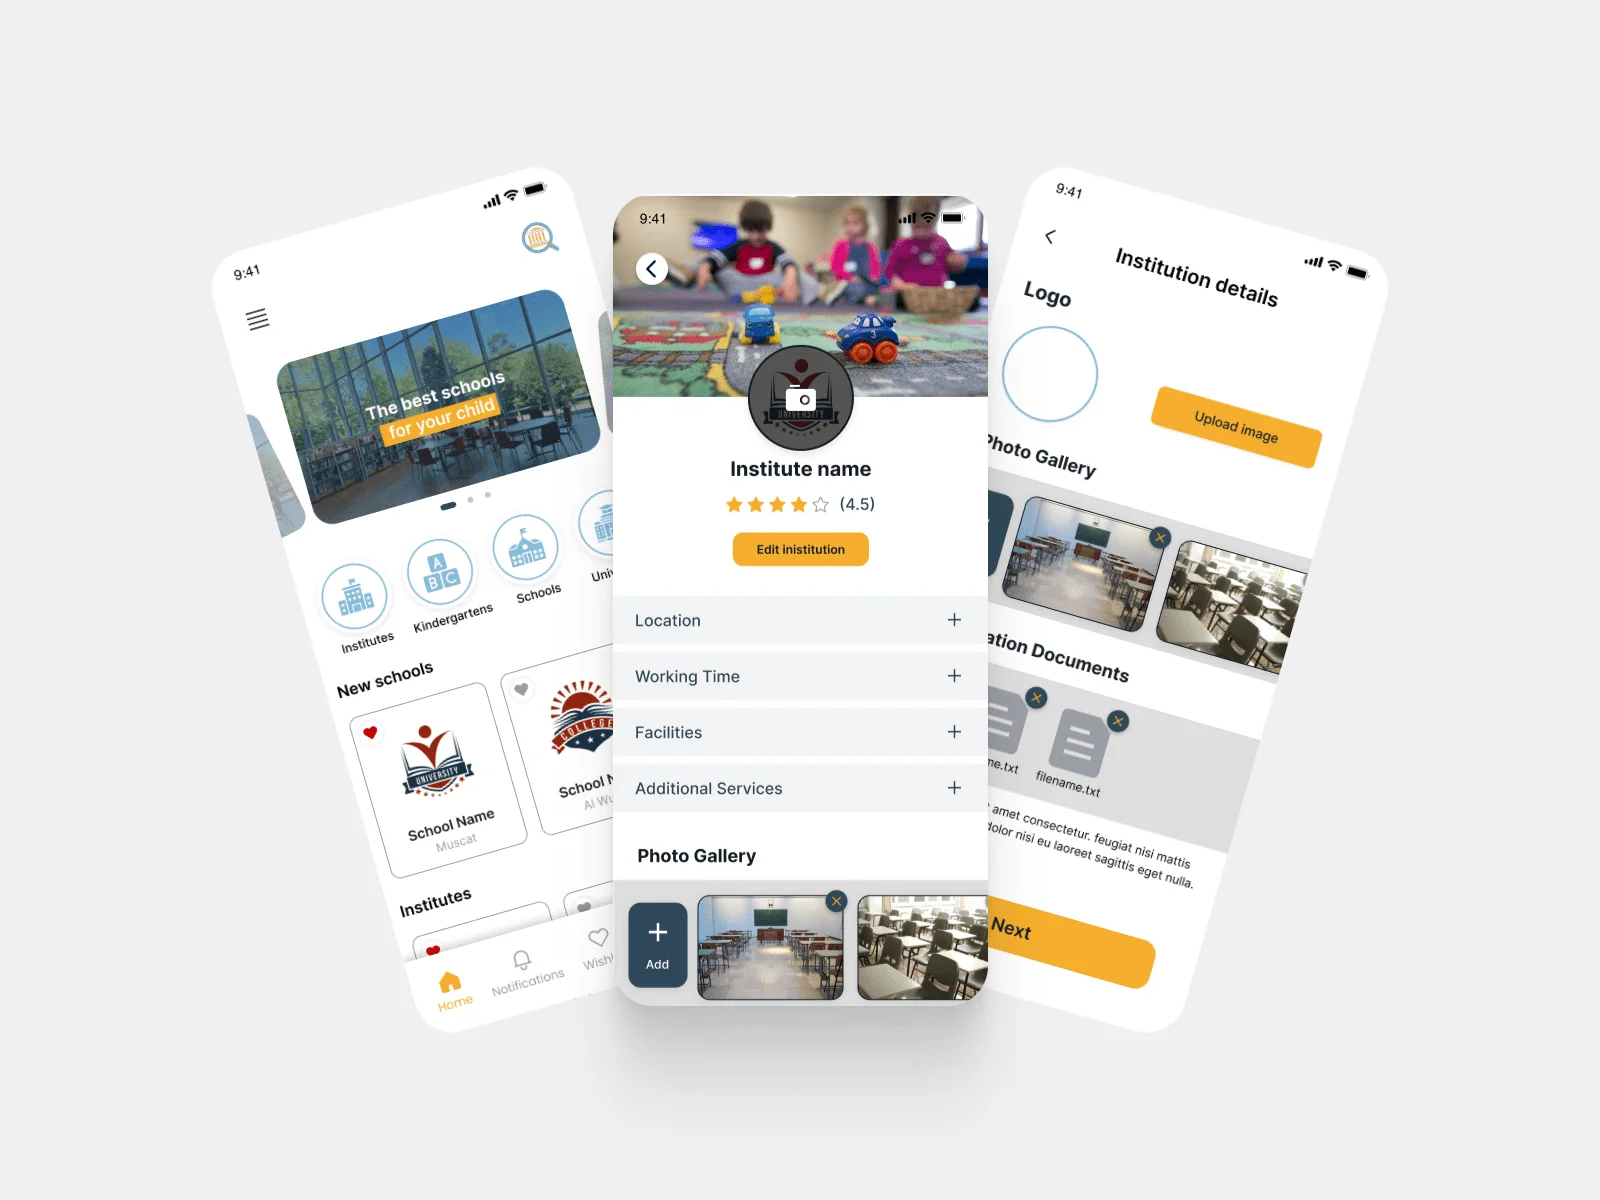 9:41
The best schools
for your child
Institutes
Kindergartens
Schools
Uni
New schools
UNIVERSITY
School Name
Muscat
COLLEGE
School N
Al Wu
Institutes
Home
Notifications
Wishl
9:41
UNIVERSITY
Institute name
(4.5)
Edit inistitution
Location
Working Time
Facilities
Additional Services
Photo Gallery
Add
9:41
Institution details
Logo
Upload image
Photo Gallery
ation Documents
me.txt
filename.txt
amet consectetur. feugiat nisi mattis
dolor nisi eu laoreet sagittis eget nulla.
Next